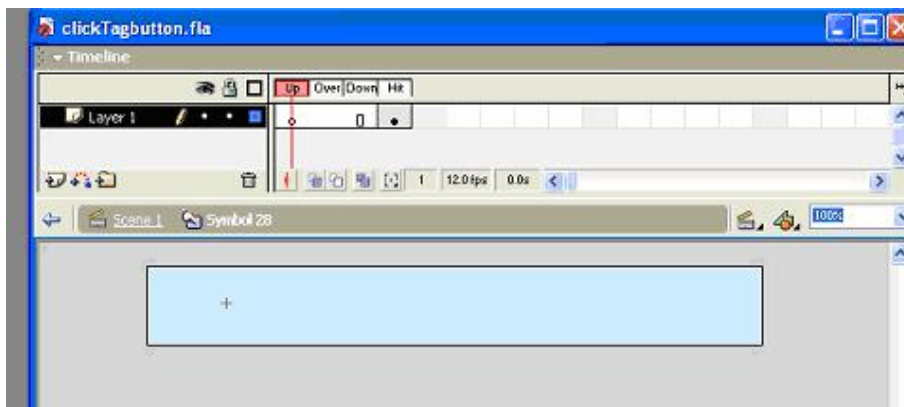 clickTagbutton.fla
Timeline
Up Over Down Hit
Layer 1
1 12.0 fps 0.0s
Scene 1 Symbol 28 100%